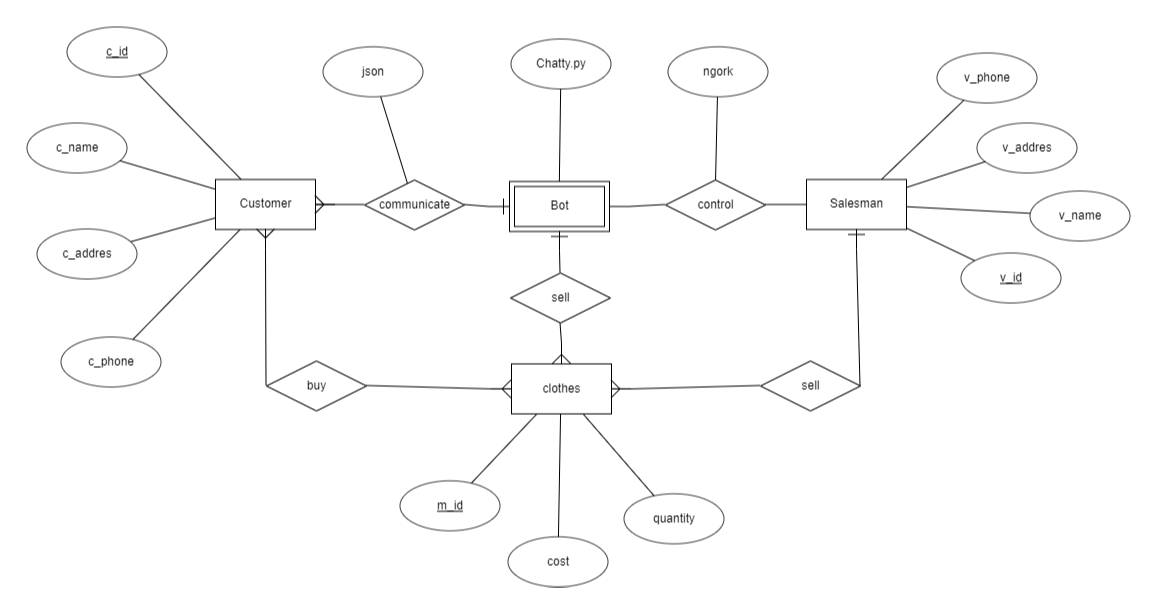 c_id
json
Chatty.py
ngork
v_phone
c_name
v_addres
Customer
communicate
Bot
control
Salesman
v_name
c_addres
v_id
sell
c_phone
buy
clothes
sell
m_id
quantity
cost